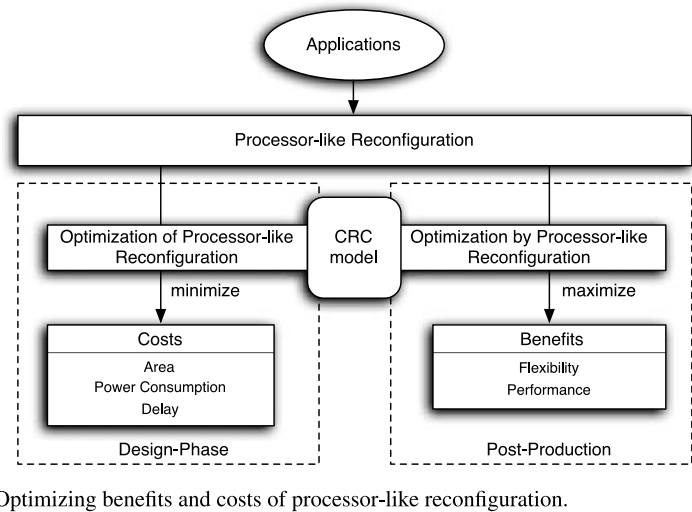 Applications
Processor-like Reconfiguration
Optimization of Processor-like
Reconfiguration
CRC
model
Optimization by Processor-like
Reconfiguration
minimize
maximize
Costs
Area
Power Consumption
Delay
Benefits
Flexibility
Performance
Design-Phase
Post-Production
Optimizing benefits and costs of processor-like reconfiguration.